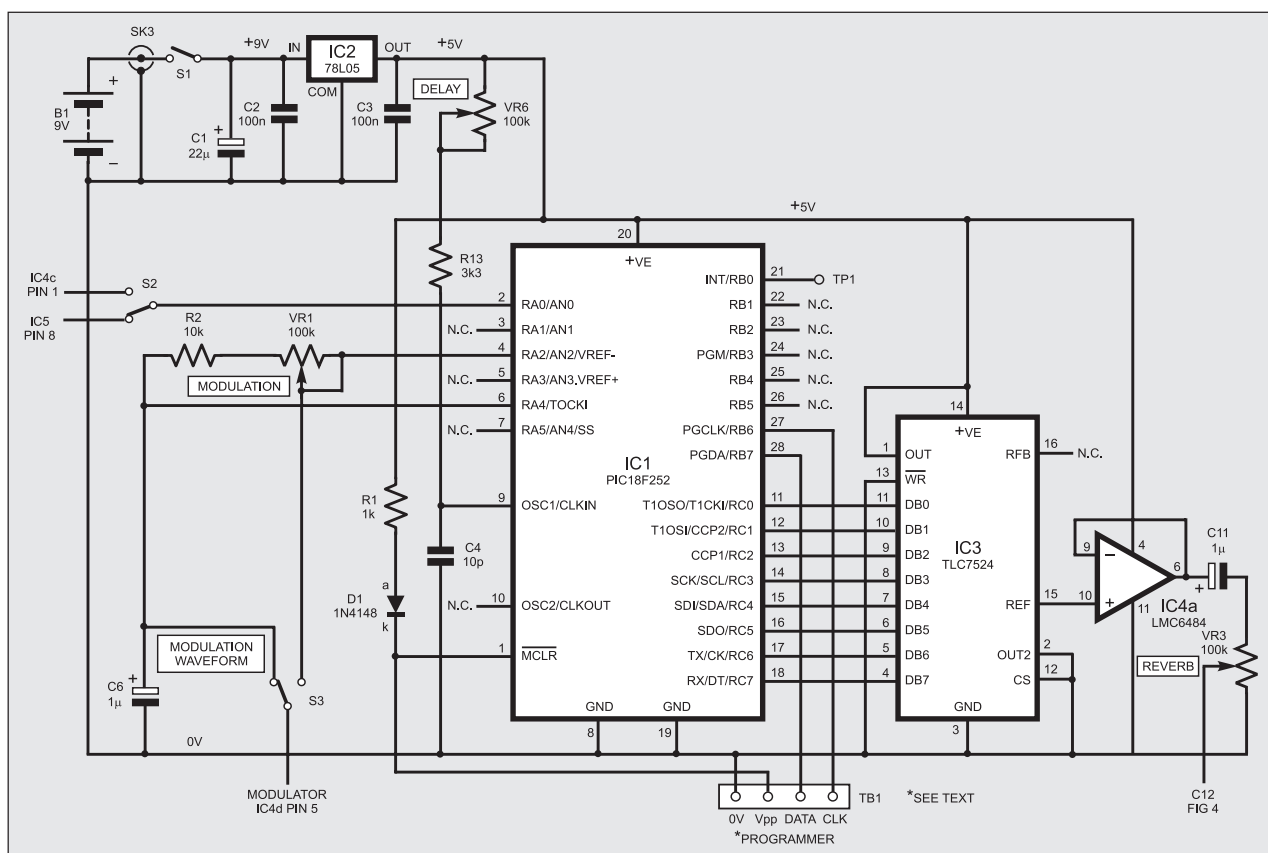 SK3
S1
+9V
IN
IC2
78L05
OUT
COM
+5V
B1
9V
+
−
C1
22µ
+
C2
100n
C3
100n
DELAY
VR6
100k
+5V
R13
3k3
IC4c
PIN 1
S2
IC5
PIN 8
R2
10k
VR1
100k
MODULATION
N.C.
N.C.
N.C.
R1
1k
C4
10p
a
D1
1N4148
k
N.C.
MODULATION
WAVEFORM
+
C6
1µ
S3
0V
MODULATOR
IC4d PIN 5
20
+VE
2 RA0/AN0
3 RA1/AN1
4 RA2/AN2/VREF-
5 RA3/AN3.VREF+
6 RA4/TOCKI
7 RA5/AN4/SS
IC1
PIC18F252
9 OSC1/CLKIN
10 OSC2/CLKOUT
1 MCLR
GND GND
8 19
INT/RB0 21 TP1
RB1 22 N.C.
RB2 23 N.C.
PGM/RB3 24 N.C.
RB4 25 N.C.
RB5 26 N.C.
PGCLK/RB6 27
PGDA/RB7 28
T1OSO/T1CKI/RC0 11
T1OSI/CCP2/RC1 12
CCP1/RC2 13
SCK/SCL/RC3 14
SDI/SDA/RC4 15
SDO/RC5 16
TX/CK/RC6 17
RX/DT/RC7 18
14
+VE
1 OUT
13 WR
11 DB0
10 DB1
9 DB2
8 DB3
7 DB4
6 DB5
5 DB6
4 DB7
IC3
TLC7524
RFB 16 N.C.
REF 15
OUT2 2
CS 12
GND
3
9 −
10 +
4
6
11
IC4a
LMC6484
C11
1µ
+
VR3
100k
REVERB
C12
FIG 4
TB1
0V Vpp DATA CLK
*PROGRAMMER
*SEE TEXT